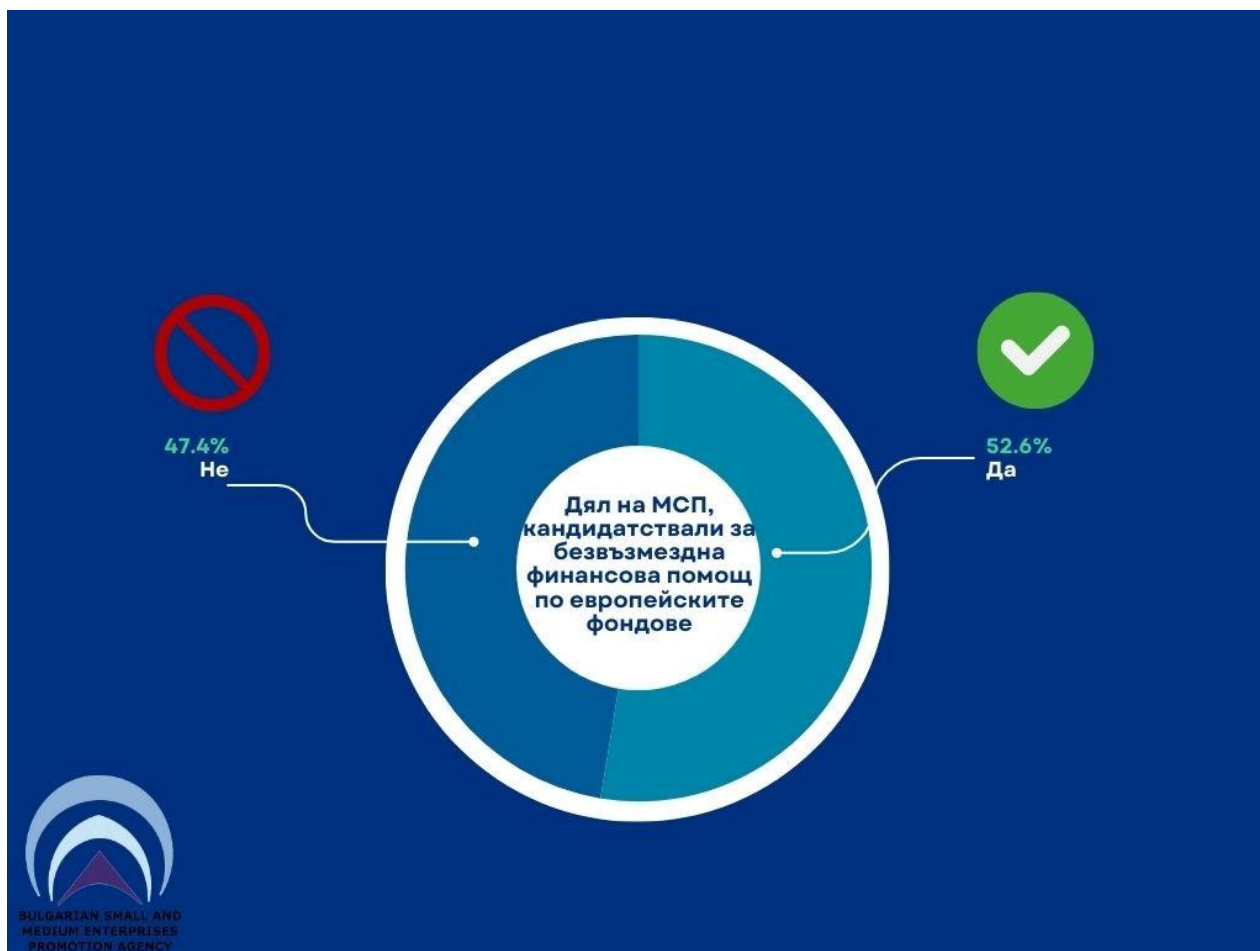 47.4%
Не
52.6%
Да
Дял на МСП,
кандидатствали за
безвъзмездна
финансова помощ
по европейските
фондове
BULGARIAN SMALL AND
MEDIUM ENTERPRISES
PROMOTION AGENCY